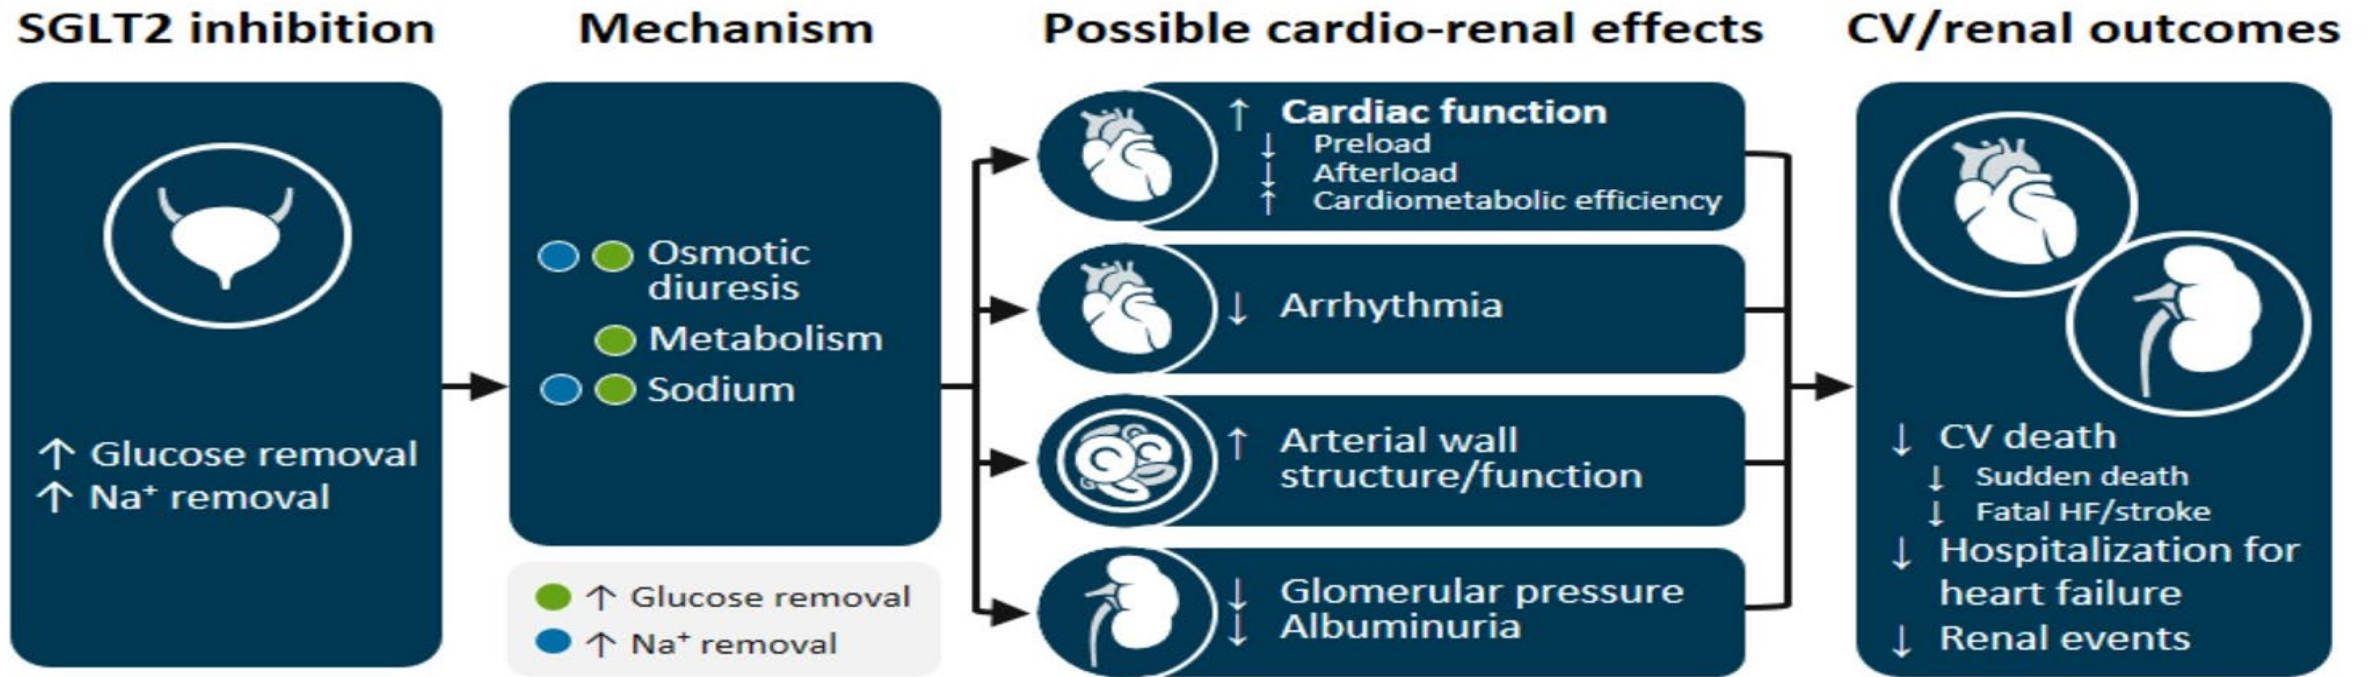 SGLT2 inhibition
↑ Glucose removal
↑ Na⁺ removal
Mechanism
Osmotic
diuresis
Metabolism
Sodium
↑ Glucose removal
↑ Na⁺ removal
Possible cardio-renal effects
↑ Cardiac function
↓ Preload
↓ Afterload
↑ Cardiometabolic efficiency
↓ Arrhythmia
↑ Arterial wall
structure/function
↓ Glomerular pressure
↓ Albuminuria
CV/renal outcomes
↓ CV death
↓ Sudden death
↓ Fatal HF/stroke
↓ Hospitalization for
heart failure
↓ Renal events